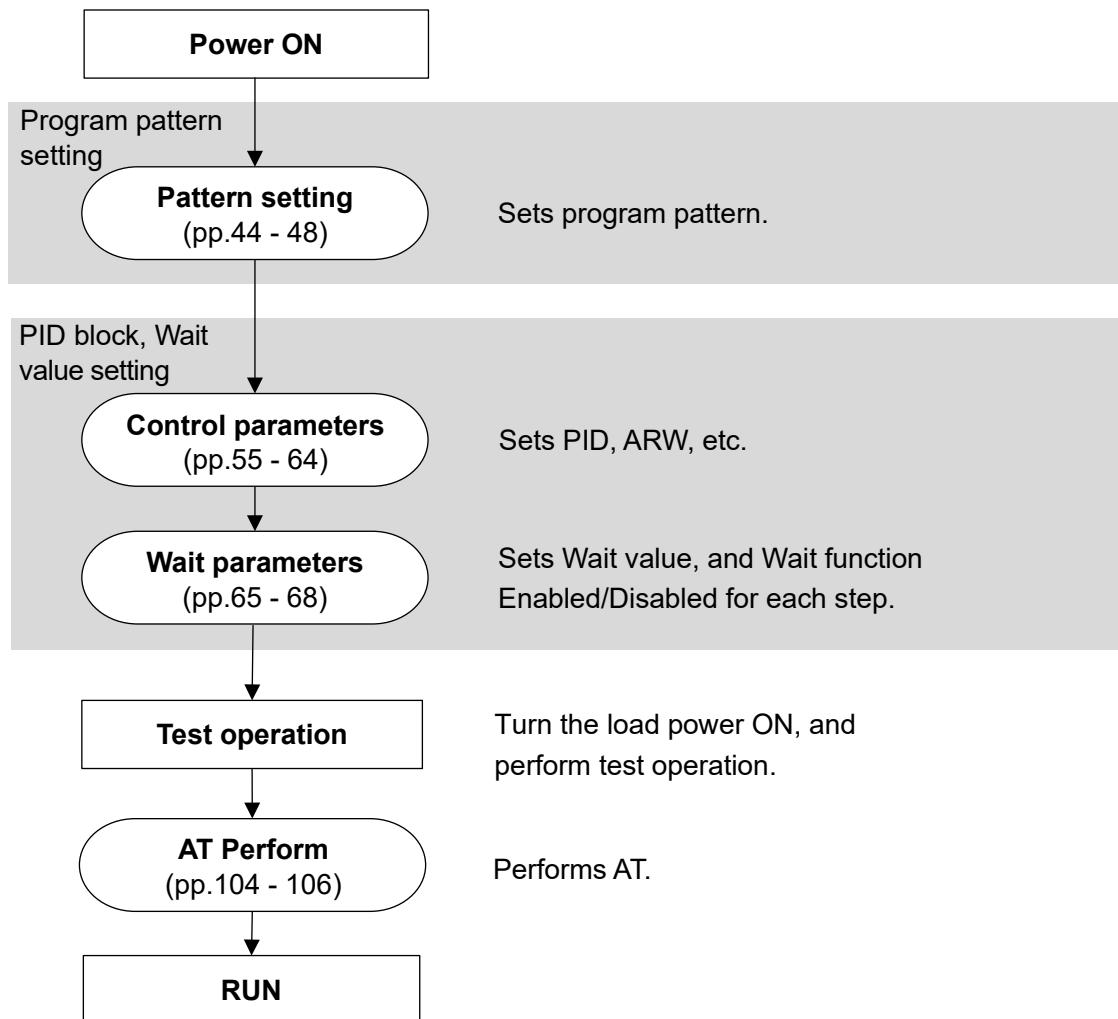 Power ON
Program pattern
setting
Pattern setting
(pp.44 - 48)
Sets program pattern.
PID block, Wait
value setting
Control parameters
(pp.55 - 64)
Sets PID, ARW, etc.
Wait parameters
(pp.65 - 68)
Sets Wait value, and Wait function
Enabled/Disabled for each step.
Test operation
Turn the load power ON, and
perform test operation.
AT Perform
(pp.104 - 106)
Performs AT.
RUN